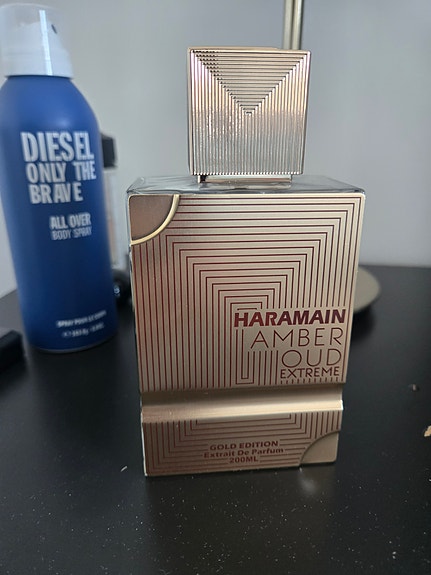 DIESEL
ONLY THE
BRAVE
ALL OVER
BODY SPRAY
HARAMAIN
AMBER
OUD
EXTREME
GOLD EDITION
Extrait De Parfum
200ML